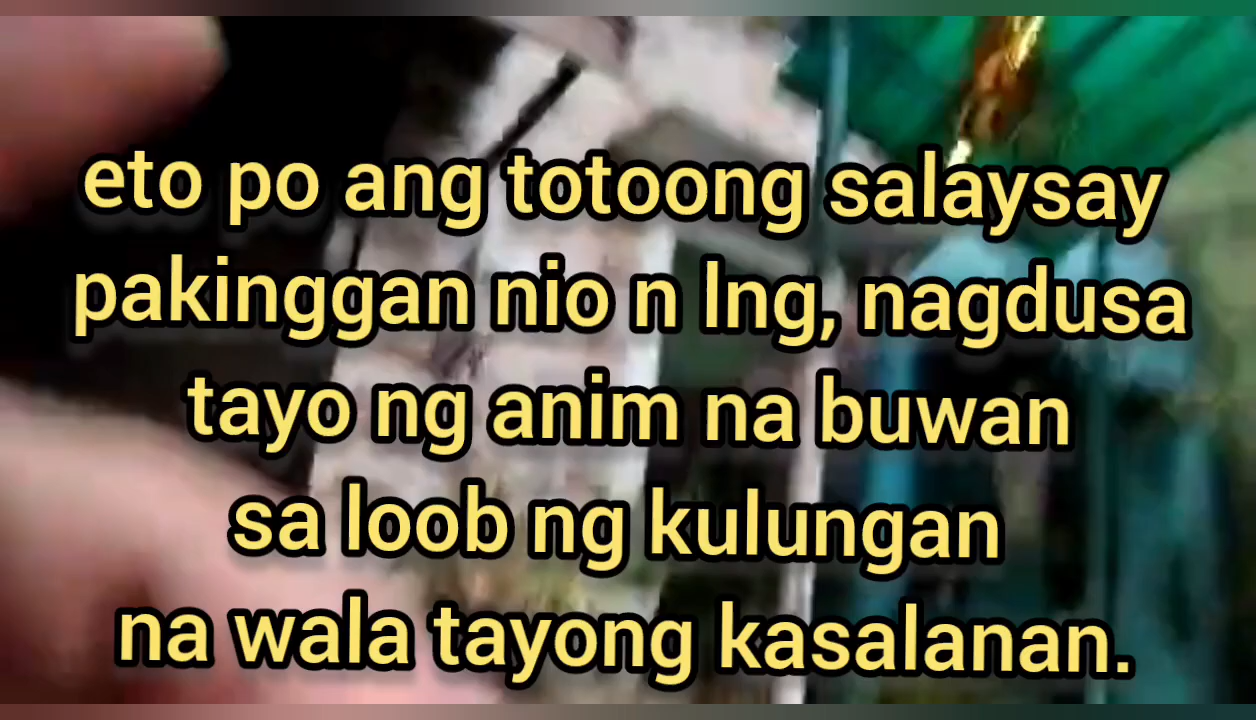 eto po ang totoong salaysay
pakinggan nio n lng, nagdusa
tayo ng anim na buwan
sa loob ng kulungan
na wala tayong kasalanan.